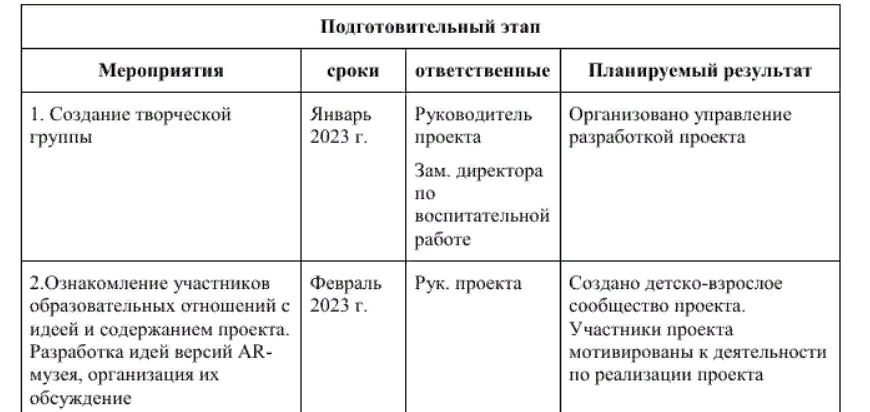 Подготовительный этап
Мероприятия
сроки
ответственные
Планируемый результат
1. Создание творческой
группы
Январь
2023 г.
Руководитель
проекта
Зам. директора
по
воспитательной
работе
Организовано управление
разработкой проекта
2.Ознакомление участников
образовательных отношений с
идеей и содержанием проекта.
Разработка идей версий AR-
музея, организация их
обсуждение
Февраль
2023 г.
Рук. проекта
Создано детско-взрослое
сообщество проекта.
Участники проекта
мотивированы к деятельности
по реализации проекта